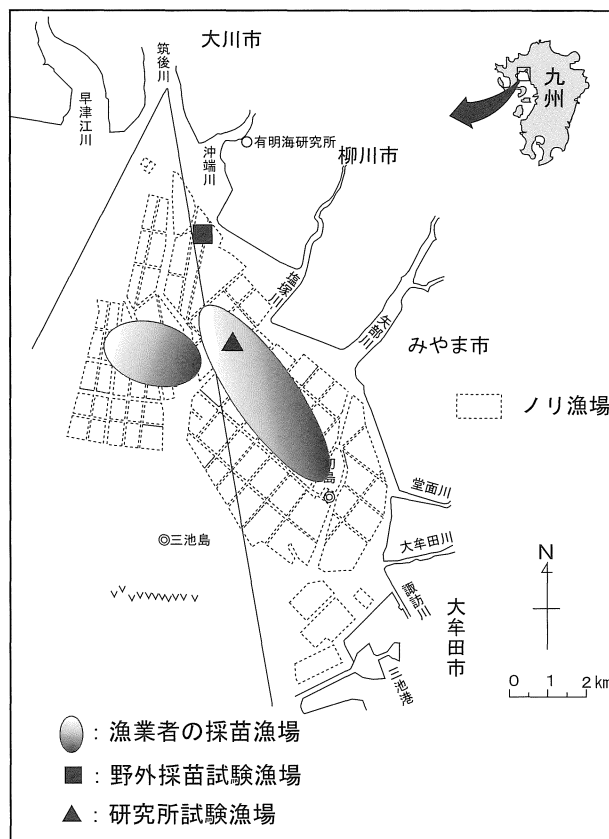 大川市
筑後川
早津江川
九州
沖端川
有明海研究所
柳川市
塩塚川
矢部川
みやま市
ノリ漁場
初島
堂面川
三池島
大牟田川
諏訪川
大牟田市
三池港
N
0 1 2 km
：漁業者の採苗漁場
：野外採苗試験漁場
：研究所試験漁場